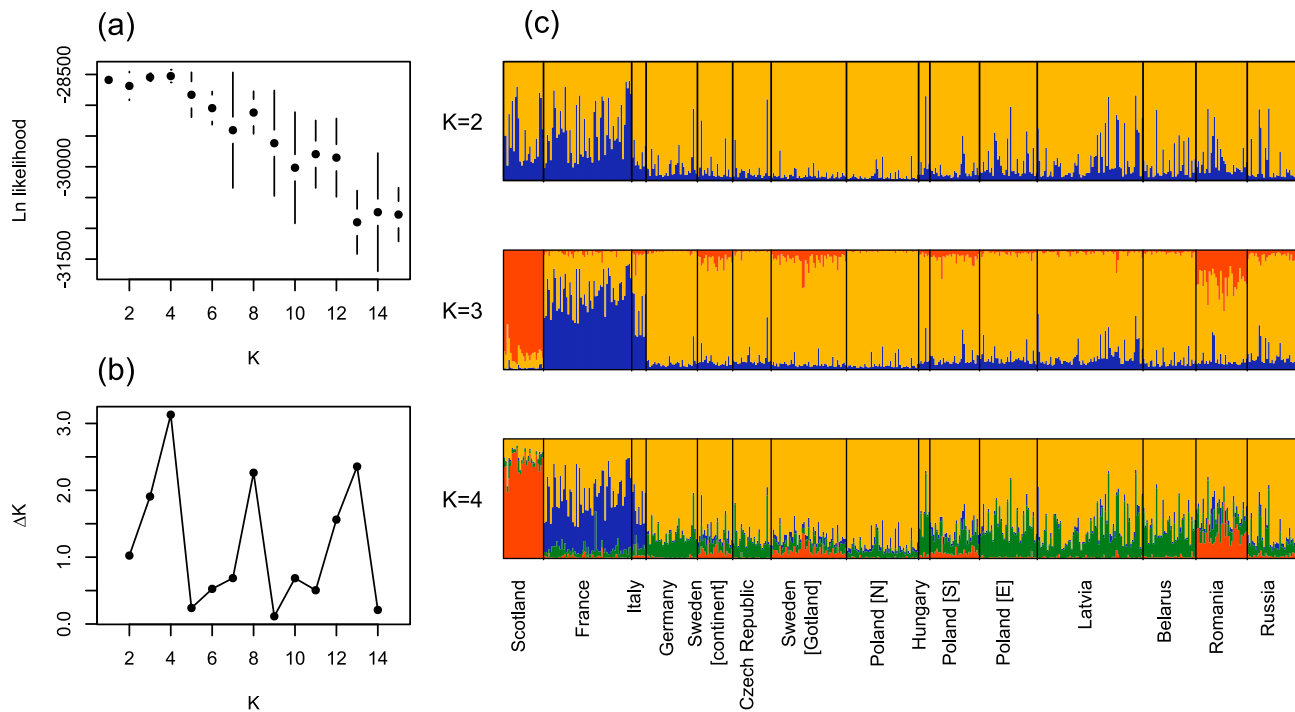 (a)
-28500
-30000
-31500
Ln likelihood
2 4 6 8 10 12 14
K
(b)
3.0
2.0
1.0
0.0
ΔK
2 4 6 8 10 12 14
K
(c)
K=2
K=3
K=4
Scotland
France
Italy
Germany
Sweden
[continent]
Czech Republic
Sweden
[Gotland]
Poland [N]
Hungary
Poland [S]
Poland [E]
Latvia
Belarus
Romania
Russia